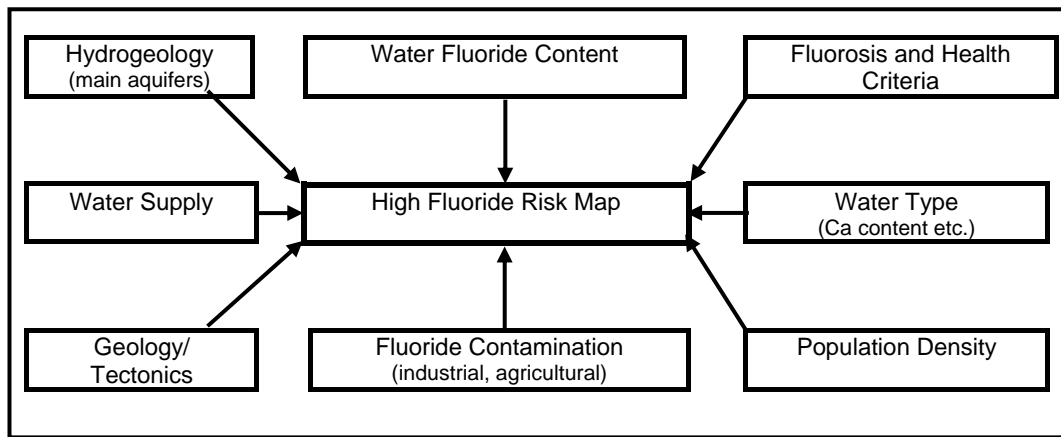 Hydrogeology
(main aquifers)
Water Fluoride Content
Fluorosis and Health
Criteria
Water Supply
High Fluoride Risk Map
Water Type
(Ca content etc.)
Geology/
Tectonics
Fluoride Contamination
(industrial, agricultural)
Population Density